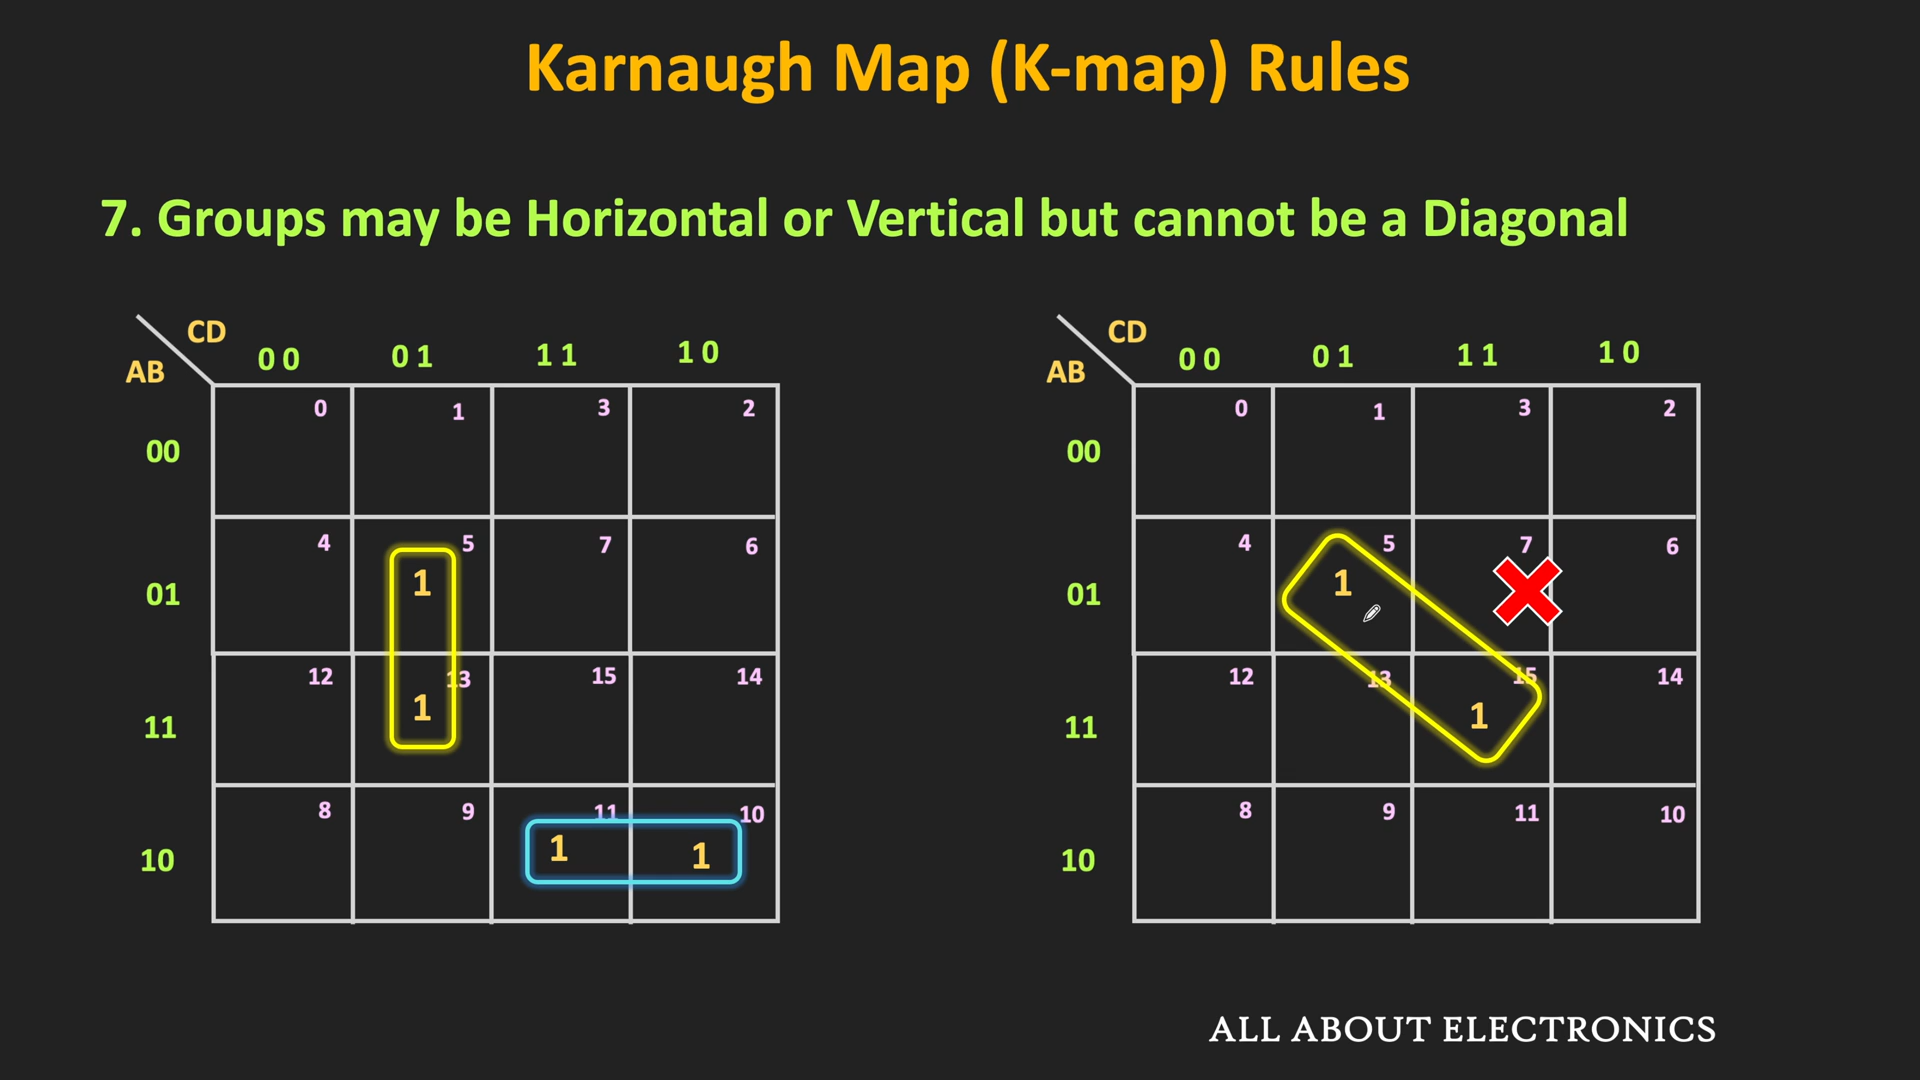 Karnaugh Map (K-map) Rules
7. Groups may be Horizontal or Vertical but cannot be a Diagonal
CD
AB
00 01 11 10
0 1 3 2
00
4 5 7 6
01 1
12 13 15 14
11 1
8 9 11 10
10 1 1
CD
AB
00 01 11 10
0 1 3 2
00
4 5 7 6
01 1
12 13 15 14
11 1
8 9 11 10
10
ALL ABOUT ELECTRONICS